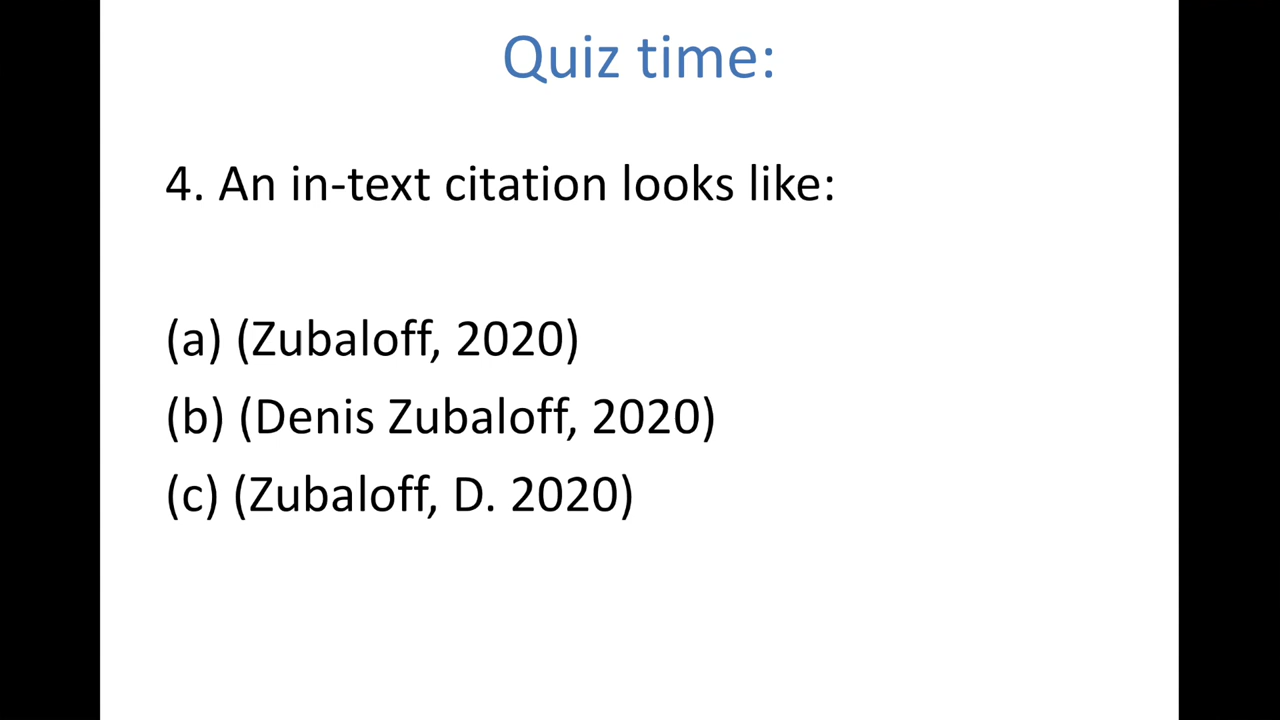 Quiz time:
4. An in-text citation looks like:
(a) (Zubaloff, 2020)
(b) (Denis Zubaloff, 2020)
(c) (Zubaloff, D. 2020)